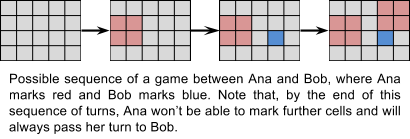 Possible sequence of a game between Ana and Bob, where Ana
marks red and Bob marks blue. Note that, by the end of this
sequence of turns, Ana won't be able to mark further cells and will
always pass her turn to Bob.